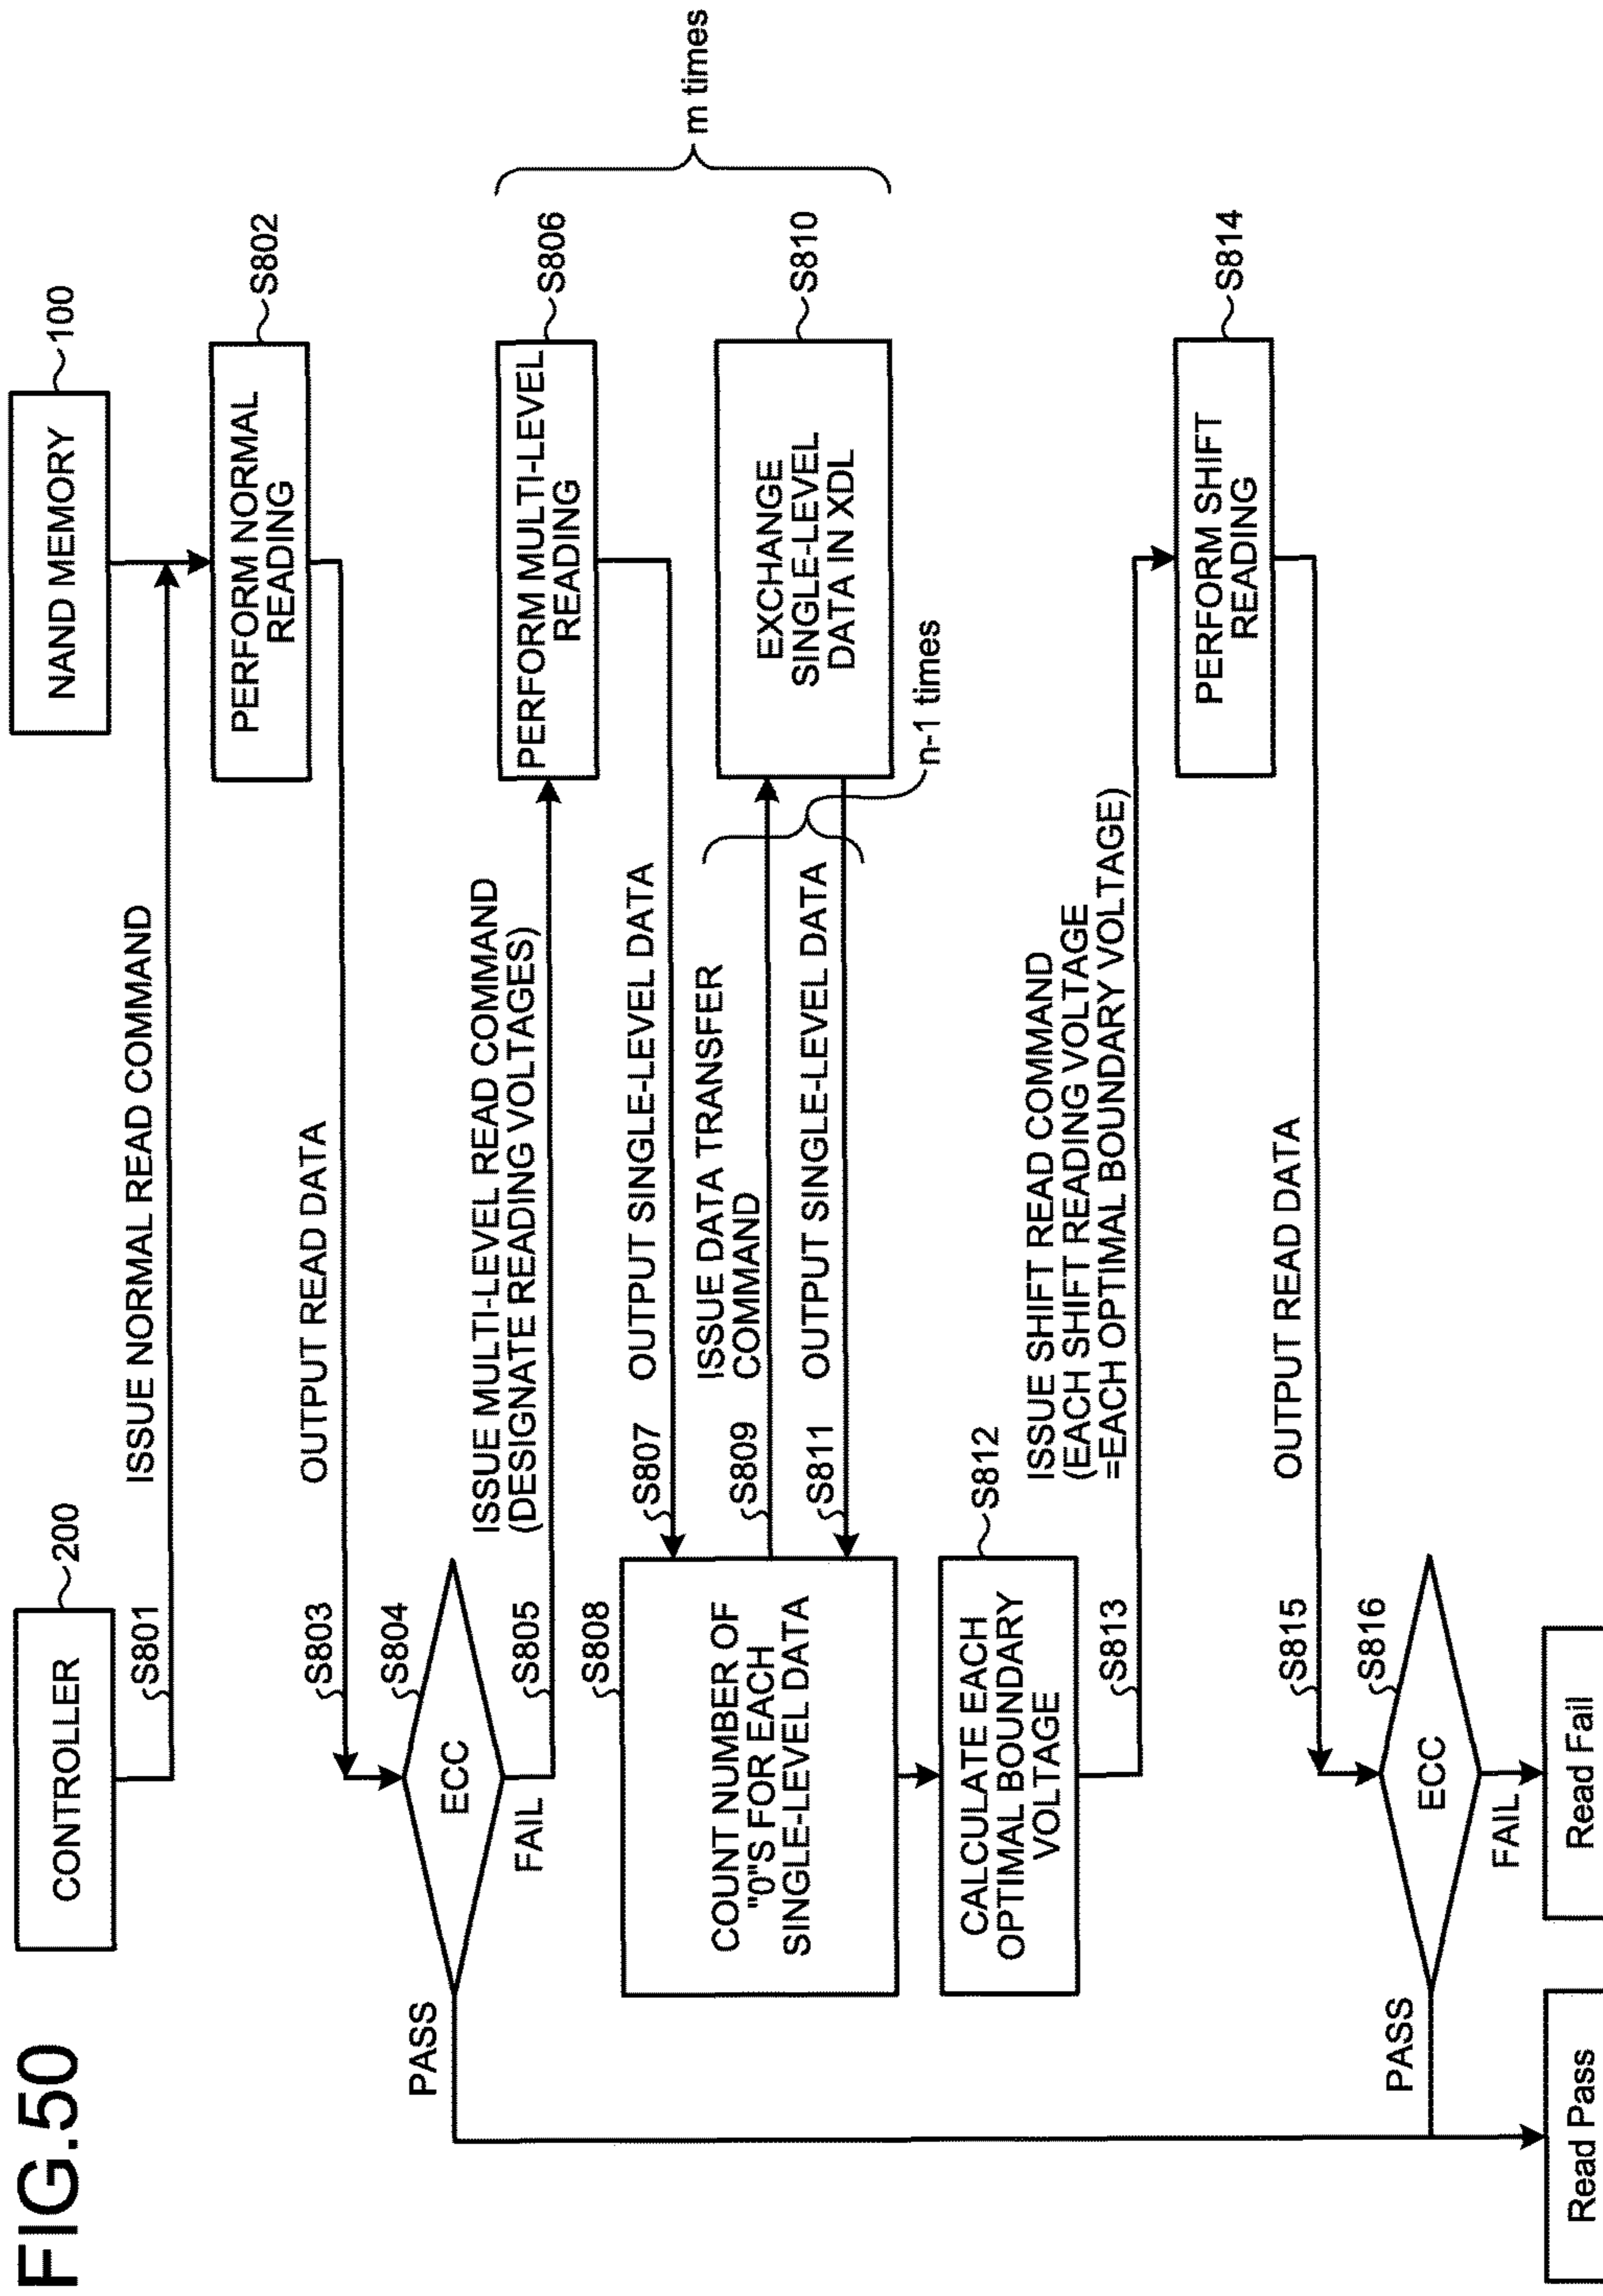 FIG.50
CONTROLLER
200
NAND MEMORY
100
S801
ISSUE NORMAL READ COMMAND
PERFORM NORMAL
READING
S802
S803
OUTPUT READ DATA
S804
ECC
PASS
FAIL
S805
ISSUE MULTI-LEVEL READ COMMAND
(DESIGNATE READING VOLTAGES)
PERFORM MULTI-LEVEL
READING
S806
m times
S807
OUTPUT SINGLE-LEVEL DATA
S808
COUNT NUMBER OF
"0"S FOR EACH
SINGLE-LEVEL DATA
S809
ISSUE DATA TRANSFER
COMMAND
EXCHANGE
SINGLE-LEVEL
DATA IN XDL
S810
S811
OUTPUT SINGLE-LEVEL DATA
n-1 times
CALCULATE EACH
OPTIMAL BOUNDARY
VOLTAGE
S812
S813
ISSUE SHIFT READ COMMAND
(EACH SHIFT READING VOLTAGE
=EACH OPTIMAL BOUNDARY VOLTAGE)
PERFORM SHIFT
READING
S814
S815
OUTPUT READ DATA
S816
ECC
PASS
FAIL
Read Pass
Read Fail